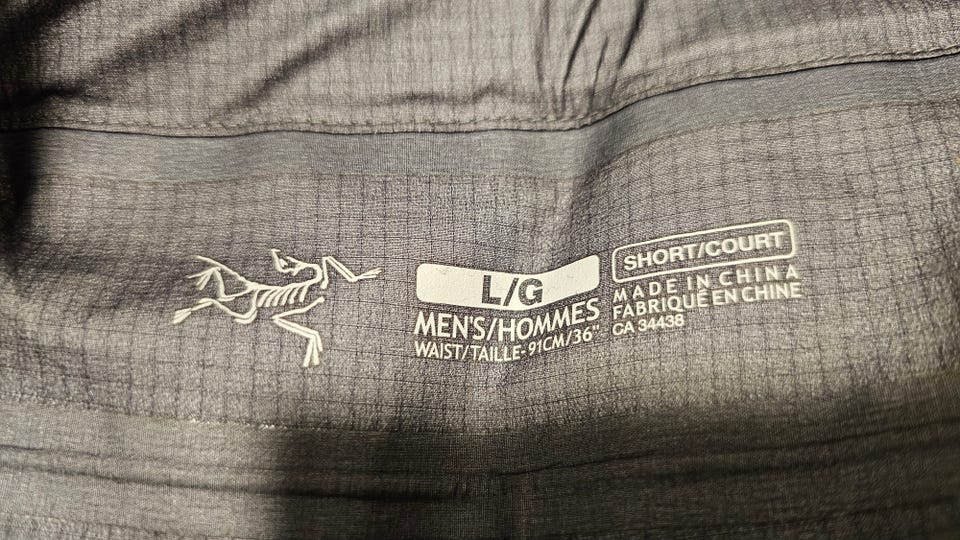 L/G
MEN'S/HOMMES
WAIST/TAILLE- 91CM/36"
SHORT/COURT
MADE IN CHINA
FABRIQUÉ EN CHINE
CA 34438